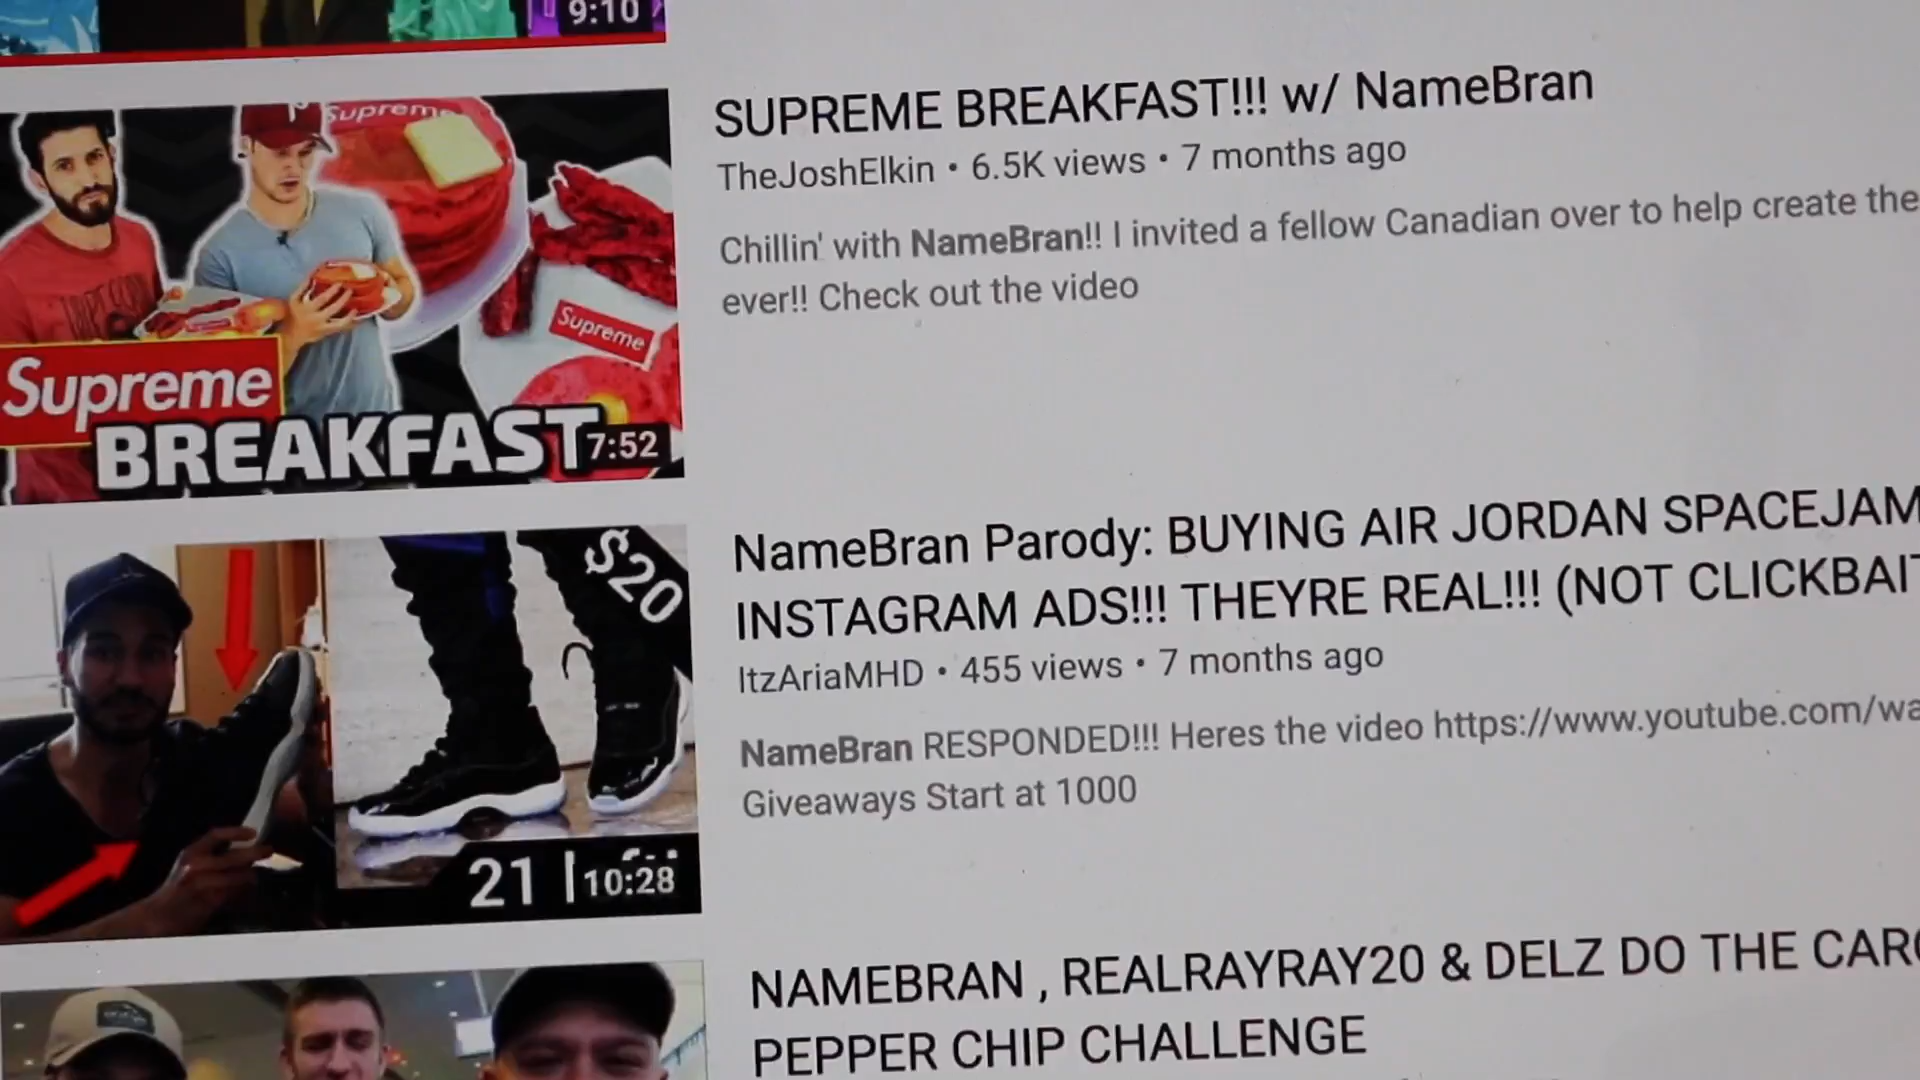 9:10
SUPREME BREAKFAST!!! w/ NameBran
TheJoshElkin • 6.5K views • 7 months ago
Chillin' with NameBran!! I invited a fellow Canadian over to help create the
ever!! Check out the video
Supreme
Supreme
Supreme
BREAKFAST
7:52
NameBran Parody: BUYING AIR JORDAN SPACEJAM
INSTAGRAM ADS!!! THEYRE REAL!!! (NOT CLICKBAIT
ItzAriaMHD • 455 views • 7 months ago
NameBran RESPONDED!!! Heres the video https://www.youtube.com/wa
Giveaways Start at 1000
$20
21
10:28
NAMEBRAN , REALRAYRAY20 & DELZ DO THE CARO
PEPPER CHIP CHALLENGE